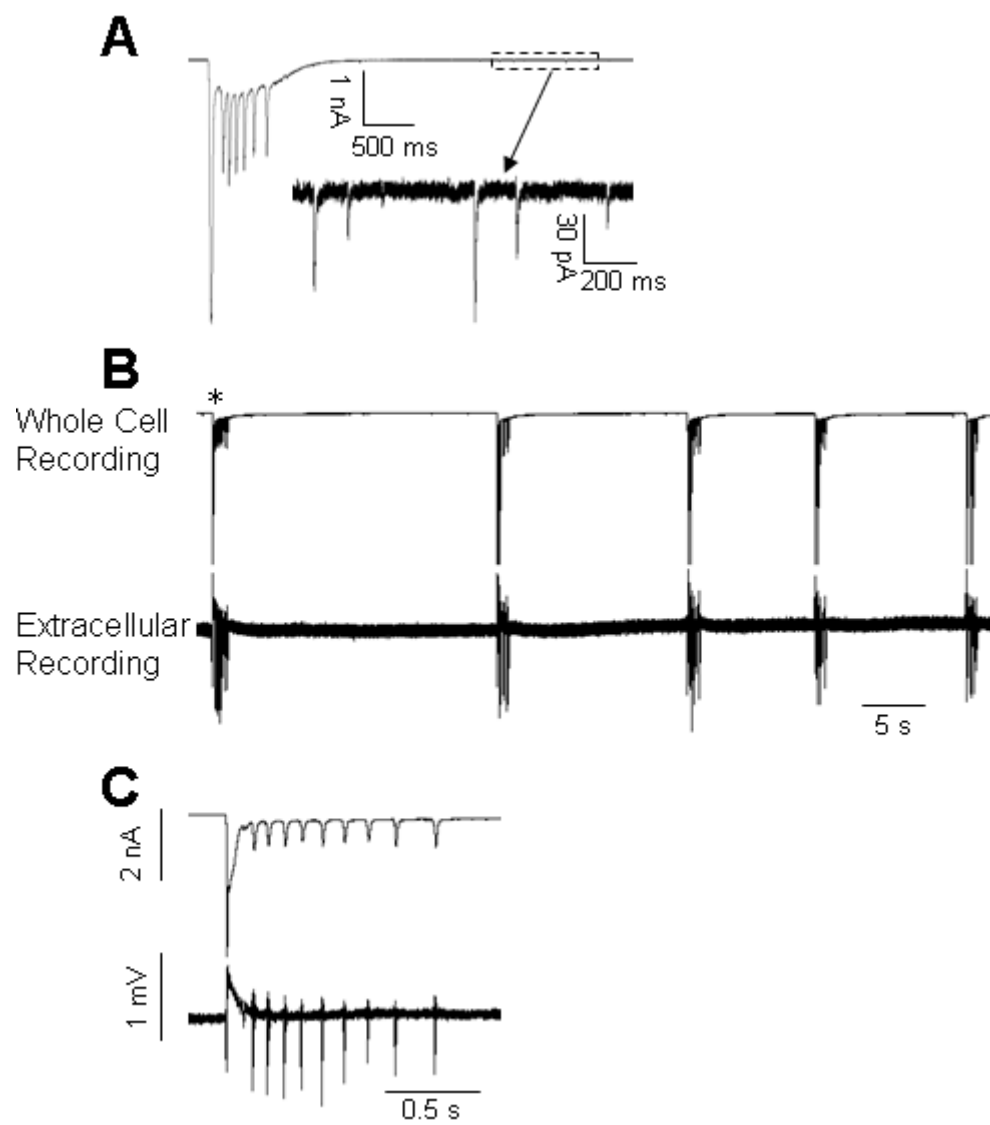 A
1 nA
500 ms
30 pA
200 ms
B
*
Whole Cell
Recording
Extracellular
Recording
5 s
C
2 nA
1 mV
0.5 s